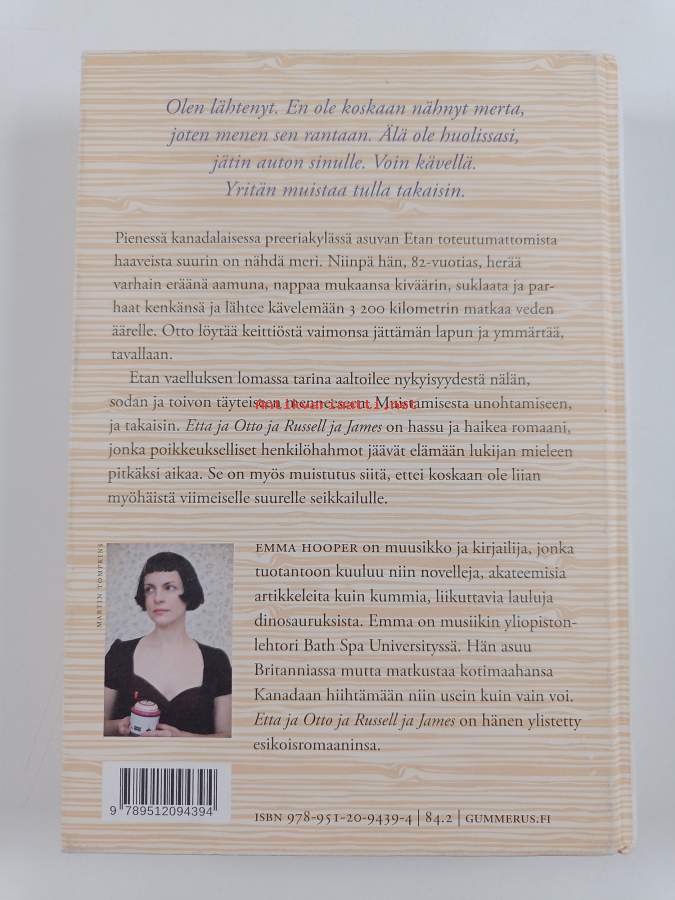 Olen lähtenyt. En ole koskaan nähnyt merta,
joten menen sen rantaan. Älä ole huolissasi,
jätin auton sinulle. Voin kävellä.
Yritän muistaa tulla takaisin.
Pienessä kanadalaisessa preeriakylässä asuvan Etan toteutumattomista
haaveista suurin on nähdä meri. Niinpä hän, 82-vuotias, herää
varhain eräänä aamuna, nappaa mukaansa kiväärin, suklaata ja par-
haat kenkänsä ja lähtee kävelemään 3 200 kilometrin matkaa veden
äärelle. Otto löytää keittiöstä vaimonsa jättämän lapun ja ymmärtää,
tavallaan.
Etan vaelluksen lomassa tarina aaltoilee nykyisyydestä nälän,
sodan ja toivon täyteiseen menneeseen. Muistamisesta unohtamiseen,
Antikvariaatti.net
ja takaisin. Etta ja Otto ja Russell ja James on hassu ja haikea romaani,
jonka poikkeukselliset henkilöhahmot jäävät elämään lukijan mieleen
pitkäksi aikaa. Se on myös muistutus siitä, ettei koskaan ole liian
myöhäistä viimeiselle suurelle seikkailulle.
MARTIN TOMPKINS
EMMA HOOPER on muusikko ja kirjailija, jonka
tuotantoon kuuluu niin novelleja, akateemisia
artikkeleita kuin kummia, liikuttavia lauluja
dinosauruksista. Emma on musiikin yliopiston-
lehtori Bath Spa Universityssä. Hän asuu
Britanniassa mutta matkustaa kotimaahansa
Kanadaan hiihtämään niin usein kuin vain voi.
Etta ja Otto ja Russell ja James on hänen ylistetty
esikoisromaaninsa.
9 789512 094394
ISBN 978-951-20-9439-4 | 84.2 | GUMMERUS.FI